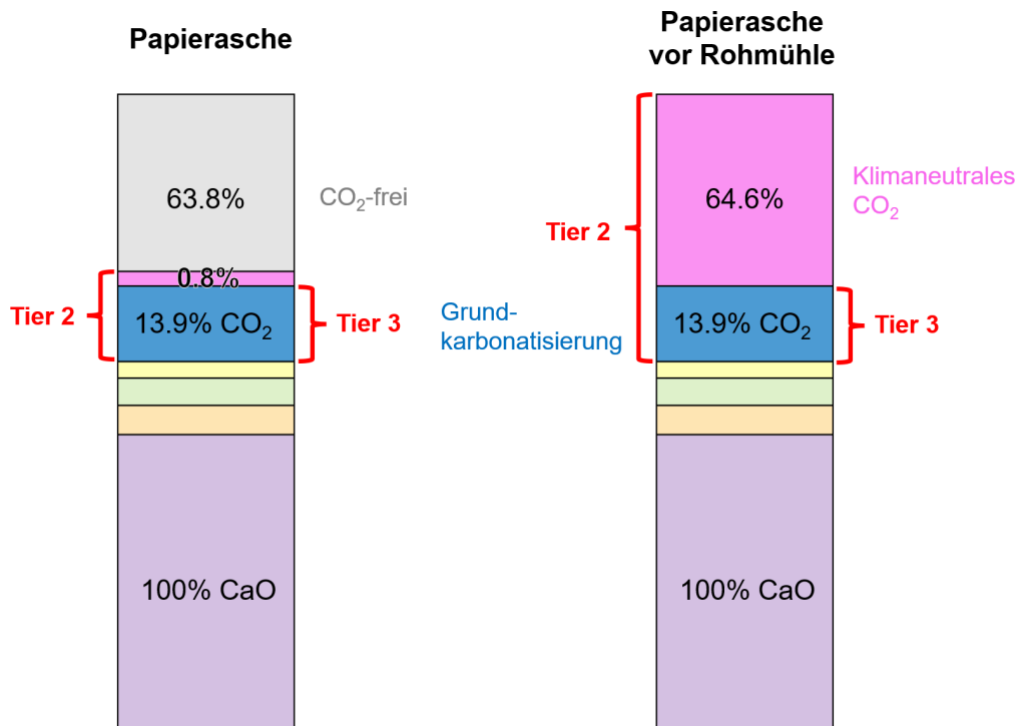 Papierasche
Papierasche
vor Rohmühle
63.8%
CO₂-frei
0.8%
Tier 2
13.9% CO₂
Tier 3
Grund-
karbonatisierung
100% CaO
64.6%
Klimaneutrales
CO₂
Tier 2
13.9% CO₂
Tier 3
100% CaO